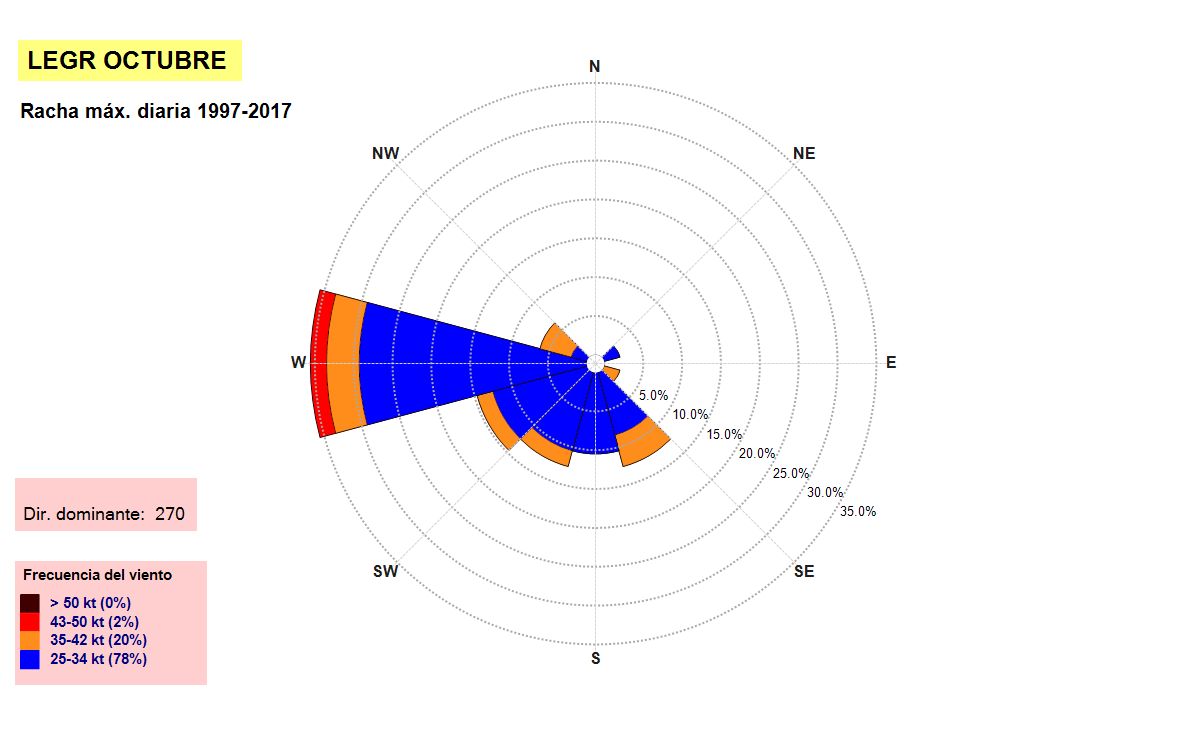 LEGR OCTUBRE
Racha máx. diaria 1997-2017
N
NW
NE
W
E
5.0%
10.0%
15.0%
20.0%
25.0%
30.0%
35.0%
SW
SE
S
Dir. dominante: 270
Frecuencia del viento
> 50 kt (0%)
43-50 kt (2%)
35-42 kt (20%)
25-34 kt (78%)